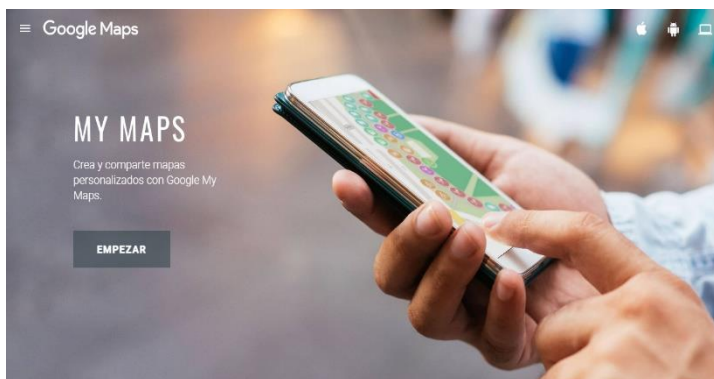 Google Maps
MY MAPS
Crea y comparte mapas
personalizados con Google My
Maps.
EMPEZAR